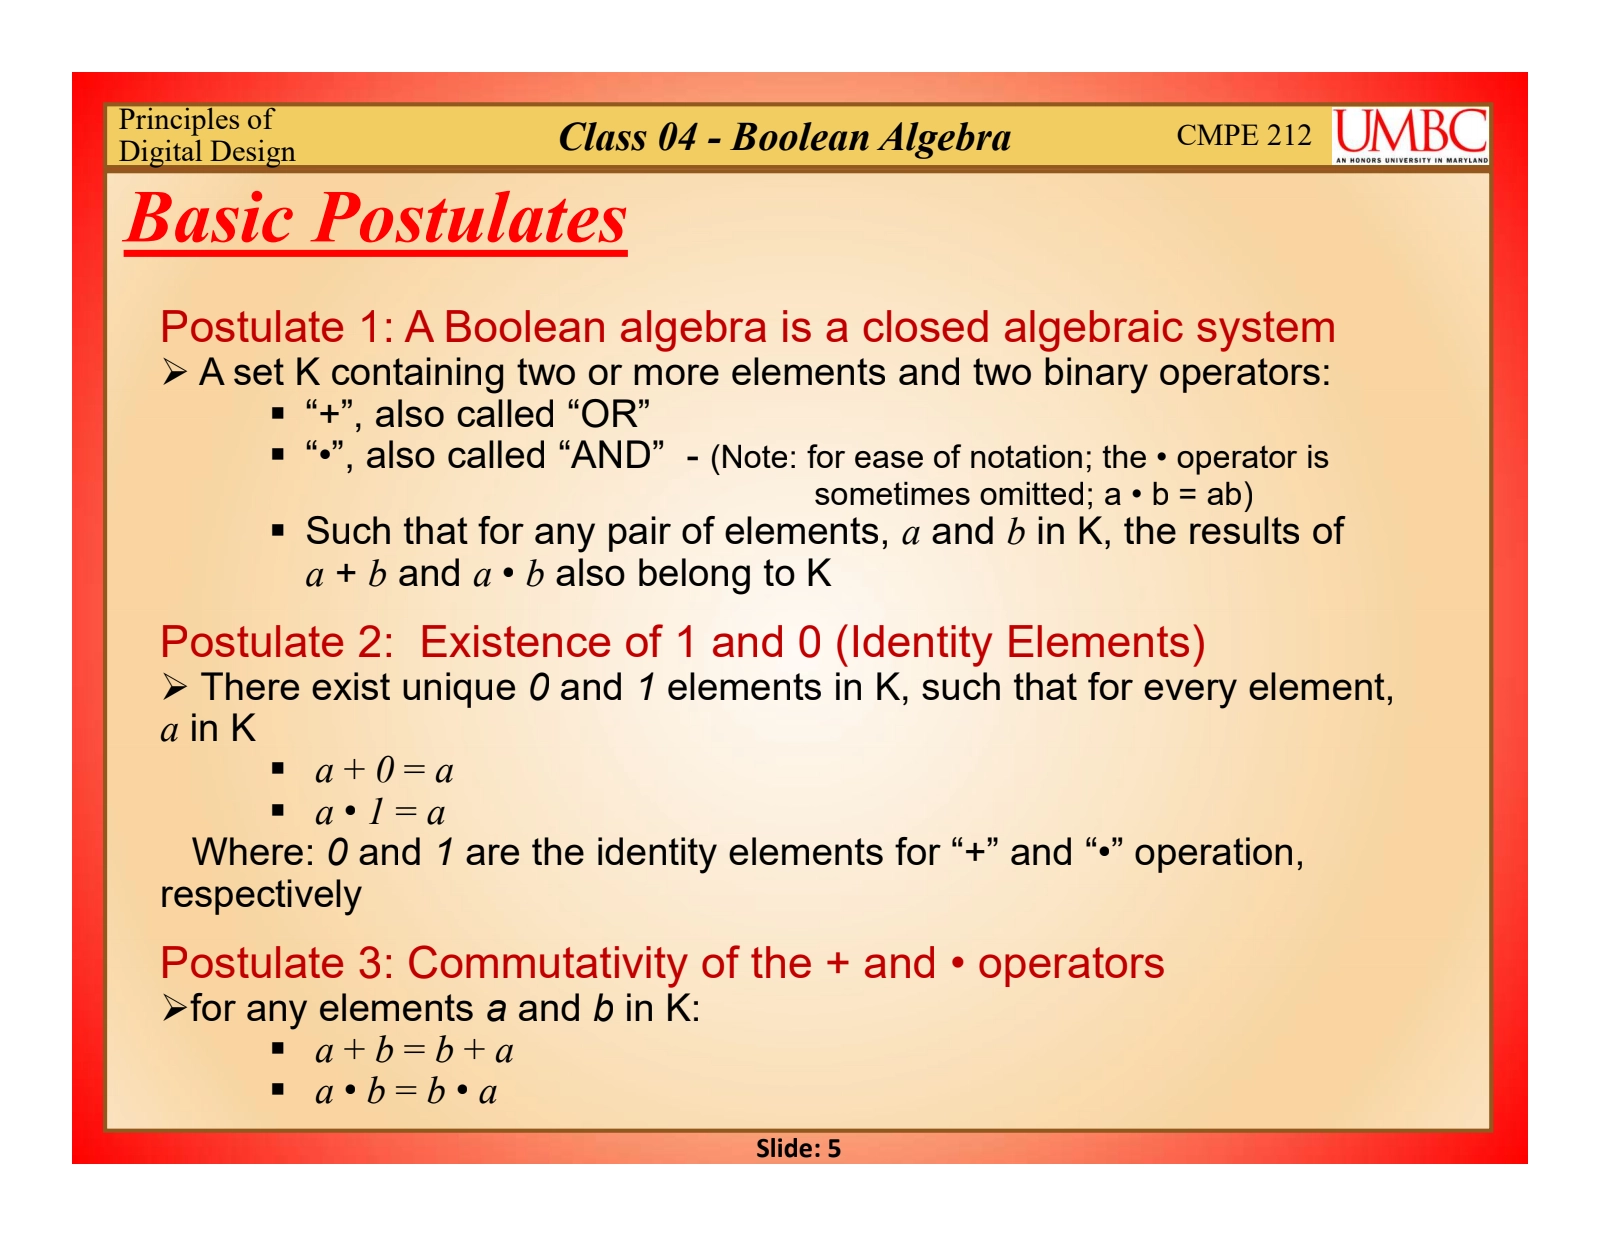 Principles of
Digital Design
Class 04 - Boolean Algebra
CMPE 212
UMBC
AN HONORS UNIVERSITY IN MARYLAND
Basic Postulates
Postulate 1: A Boolean algebra is a closed algebraic system
➢ A set K containing two or more elements and two binary operators:
▪ “+”, also called “OR”
▪ “•”, also called “AND”  - (Note: for ease of notation; the • operator is
sometimes omitted; a • b = ab)
▪ Such that for any pair of elements, a and b in K, the results of
a + b and a • b also belong to K
Postulate 2:  Existence of 1 and 0 (Identity Elements)
➢ There exist unique 0 and 1 elements in K, such that for every element,
a in K
▪ a + 0 = a
▪ a • 1 = a
Where: 0 and 1 are the identity elements for “+” and “•” operation,
respectively
Postulate 3: Commutativity of the + and • operators
➢for any elements a and b in K:
▪ a + b = b + a
▪ a • b = b • a
Slide: 5